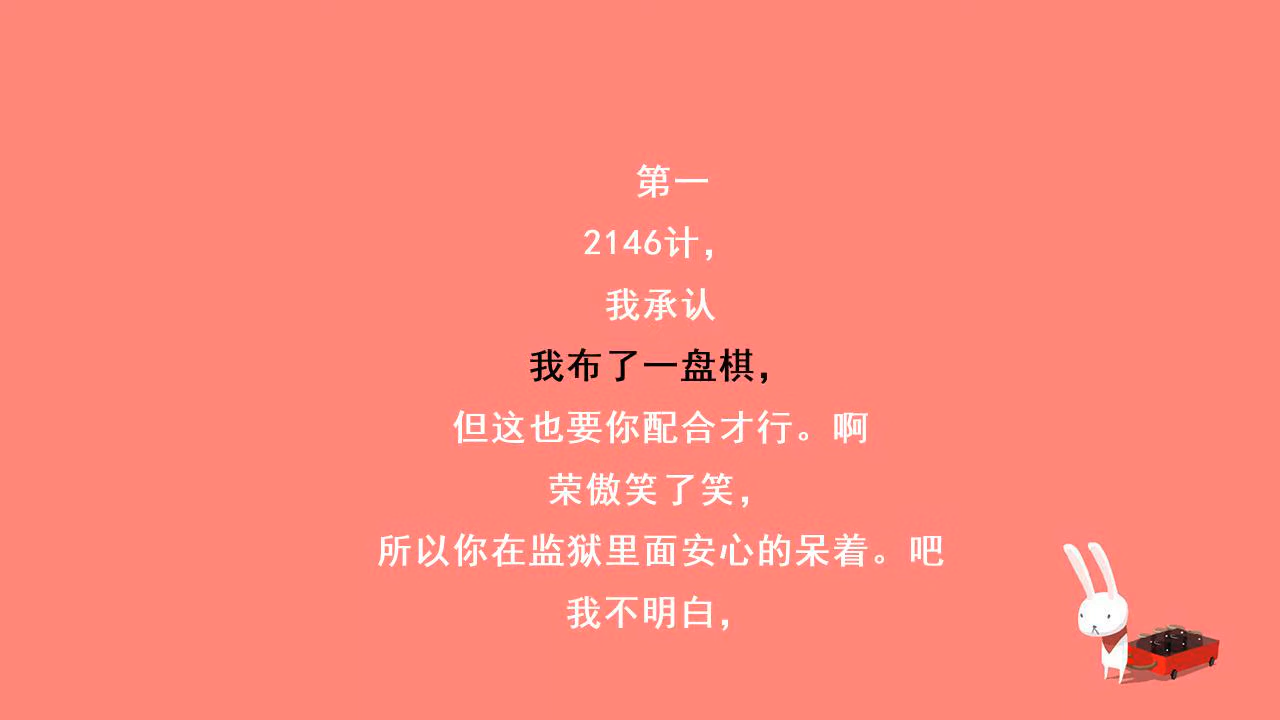 第一
2146计，
我承认
我布了一盘棋，
但这也要你配合才行。啊
荣傲笑了笑，
所以你在监狱里面安心的呆着。吧
我不明白，